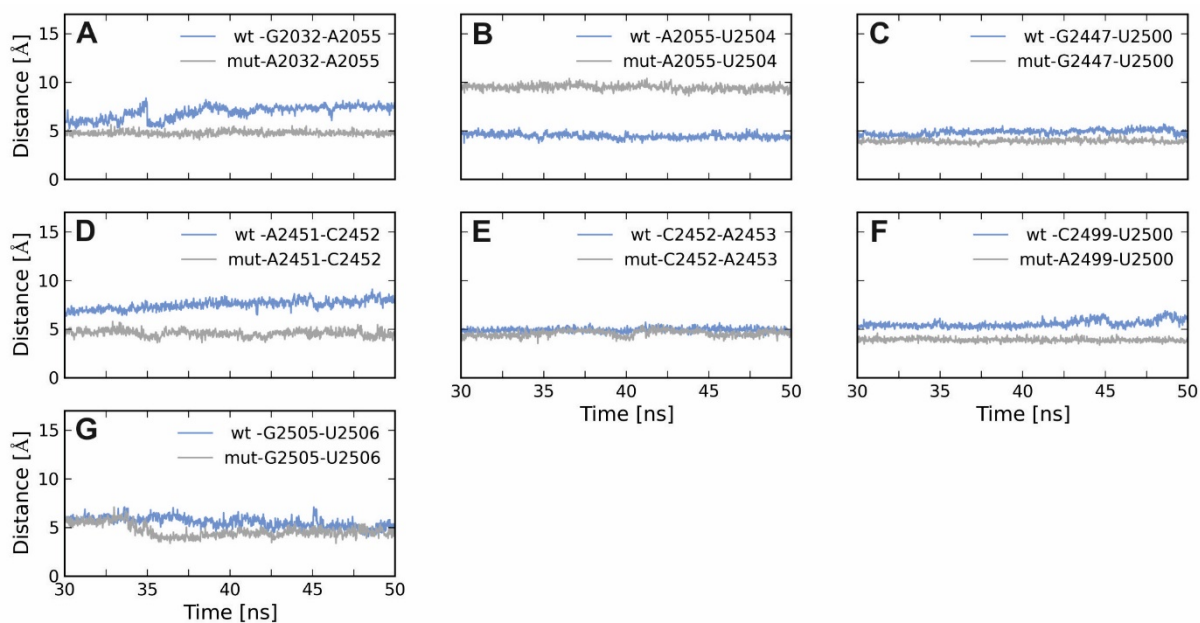 A
wt -G2032-A2055
mut-A2032-A2055
Distance [Å]
15
10
5
0
B
wt -A2055-U2504
mut-A2055-U2504
C
wt -G2447-U2500
mut-G2447-U2500
D
wt -A2451-C2452
mut-A2451-C2452
Distance [Å]
15
10
5
0
E
wt -C2452-A2453
mut-C2452-A2453
30 35 40 45 50
Time [ns]
F
wt -C2499-U2500
mut-A2499-U2500
30 35 40 45 50
Time [ns]
G
wt -G2505-U2506
mut-G2505-U2506
Distance [Å]
15
10
5
0
30 35 40 45 50
Time [ns]